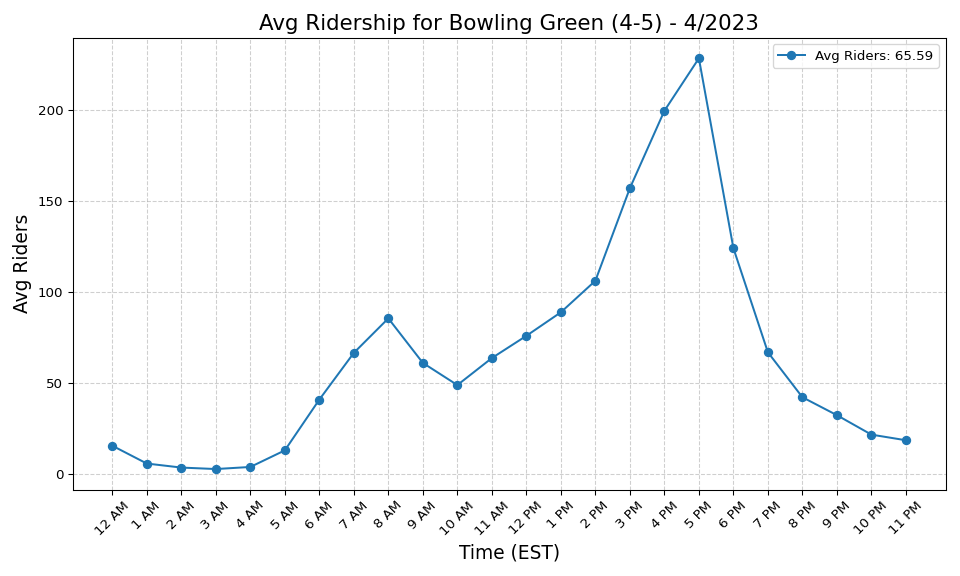 Avg Ridership for Bowling Green (4-5) - 4/2023
Avg Riders: 65.59
Avg Riders
200
150
100
50
0
12 AM
1 AM
2 AM
3 AM
4 AM
5 AM
6 AM
7 AM
8 AM
9 AM
10 AM
11 AM
12 PM
1 PM
2 PM
3 PM
4 PM
5 PM
6 PM
7 PM
8 PM
9 PM
10 PM
11 PM
Time (EST)